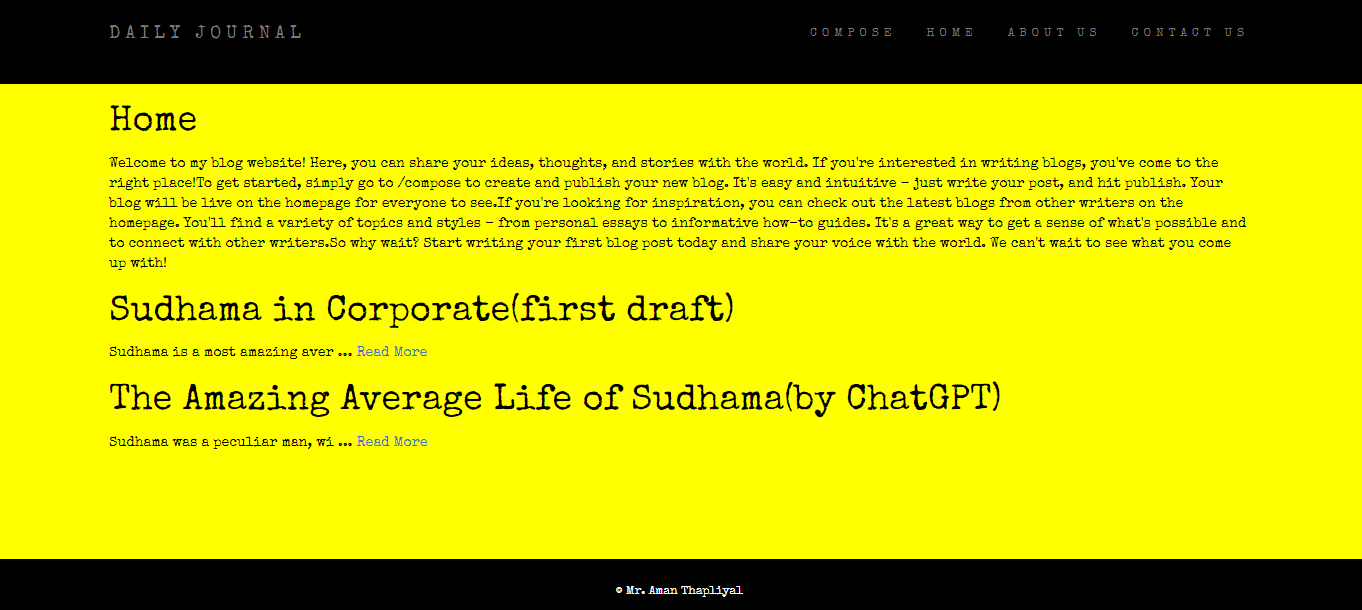 DAILY JOURNAL
COMPOSE HOME ABOUT US CONTACT US
Home
Welcome to my blog website! Here, you can share your ideas, thoughts, and stories with the world. If you're interested in writing blogs, you've come to the
right place!To get started, simply go to /compose to create and publish your new blog. It's easy and intuitive - just write your post, and hit publish. Your
blog will be live on the homepage for everyone to see.If you're looking for inspiration, you can check out the latest blogs from other writers on the
homepage. You'll find a variety of topics and styles - from personal essays to informative how-to guides. It's a great way to get a sense of what's possible and
to connect with other writers.So why wait? Start writing your first blog post today and share your voice with the world. We can't wait to see what you come
up with!
Sudhama in Corporate(first draft)
Sudhama is a most amazing aver ... Read More
The Amazing Average Life of Sudhama(by ChatGPT)
Sudhama was a peculiar man, wi ... Read More
© Mr. Aman Thapliyal